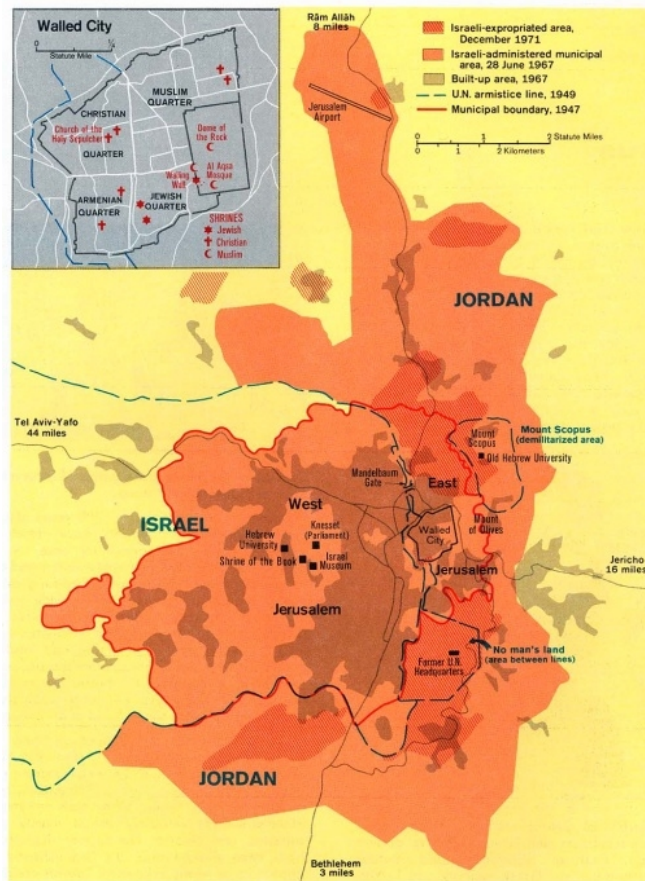 Walled City
0
½
Statute Mile
MUSLIM
QUARTER
CHRISTIAN
Church of the
Holy Sepulcher
QUARTER
Dome of
the Rock
Wailing
Wall
Al Aqsa
Mosque
ARMENIAN
QUARTER
JEWISH
QUARTER
SHRINES
Jewish
Christian
Muslim
Rām Allāh
8 miles
Israeli-expropriated area,
December 1971
Israeli-administered municipal
area, 28 June 1967
Built-up area, 1967
U.N. armistice line, 1949
Municipal boundary, 1947
0 1 2 Statute Miles
0 1 2 Kilometers
Jerusalem
Airport
JORDAN
Tel Aviv-Yafo
44 miles
Mount Scopus
(demilitarized area)
Mount
Scopus
Old Hebrew University
Mandelbaum
Gate
East
West
ISRAEL
Knesset
(Parliament)
Hebrew
University
Shrine of the Book
Israel
Museum
Walled
City
Mount
of Olives
Jericho
16 miles
Jerusalem
Jerusalem
No man's land
(area between lines)
Former U.N.
Headquarters
JORDAN
Bethlehem
3 miles